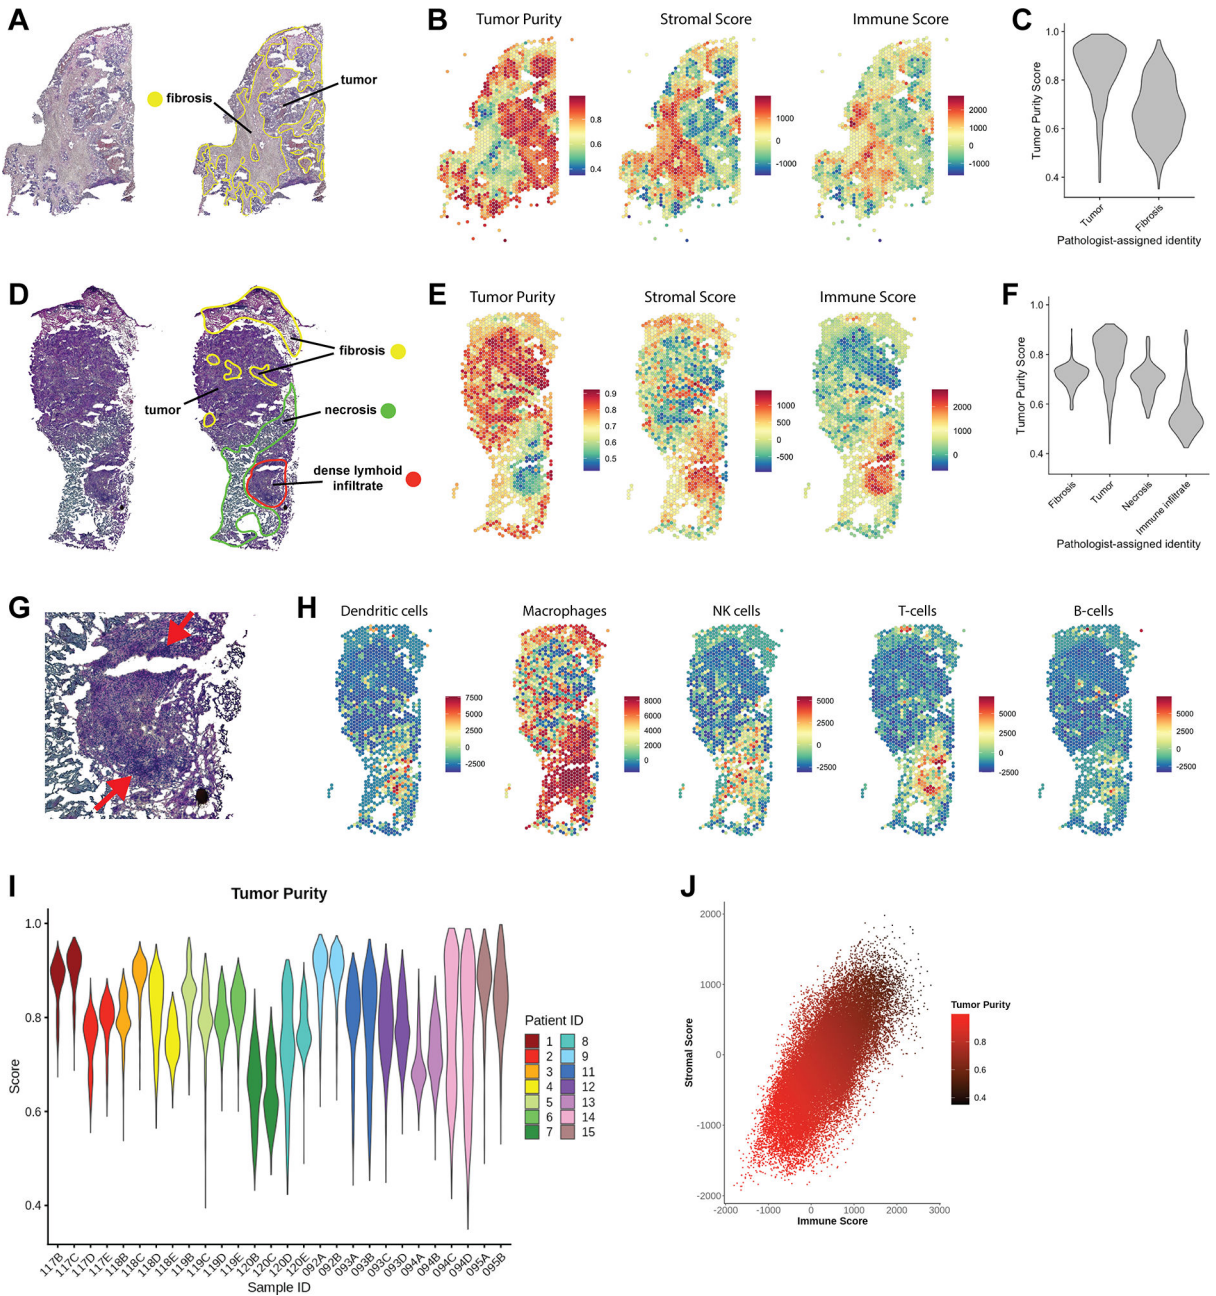 A
fibrosis
tumor
B
Tumor Purity
Stromal Score
Immune Score
0.8
0.6
0.4
1000
0
-1000
2000
1000
0
-1000
C
Tumor Purity Score
1.0
0.8
0.6
0.4
Tumor
Fibrosis
Pathologist-assigned identity
D
fibrosis
tumor
necrosis
dense lymhoid
infiltrate
E
Tumor Purity
Stromal Score
Immune Score
0.9
0.8
0.7
0.6
0.5
1000
500
0
-500
2000
1000
0
F
Tumor Purity Score
1.0
0.8
0.6
0.4
Fibrosis
Tumor
Necrosis
Immune infiltrate
Pathologist-assigned identity
G
H
Dendritic cells
Macrophages
NK cells
T-cells
B-cells
7500
5000
2500
0
-2500
8000
6000
4000
2000
0
5000
2500
0
-2500
5000
2500
0
-2500
5000
2500
0
-2500
I
Tumor Purity
Score
1.0
0.8
0.6
0.4
117B
117C
117D
117E
118B
118C
118D
118E
119B
119C
119D
119E
120B
120C
120D
120E
092A
092B
093A
093B
093C
093D
094A
094B
094C
094D
095A
095B
Sample ID
Patient ID
1
2
3
4
5
6
7
8
9
11
12
13
14
15
J
Stromal Score
2000
1000
0
-1000
-2000
-2000
-1000
0
1000
2000
3000
Immune Score
Tumor Purity
0.8
0.6
0.4